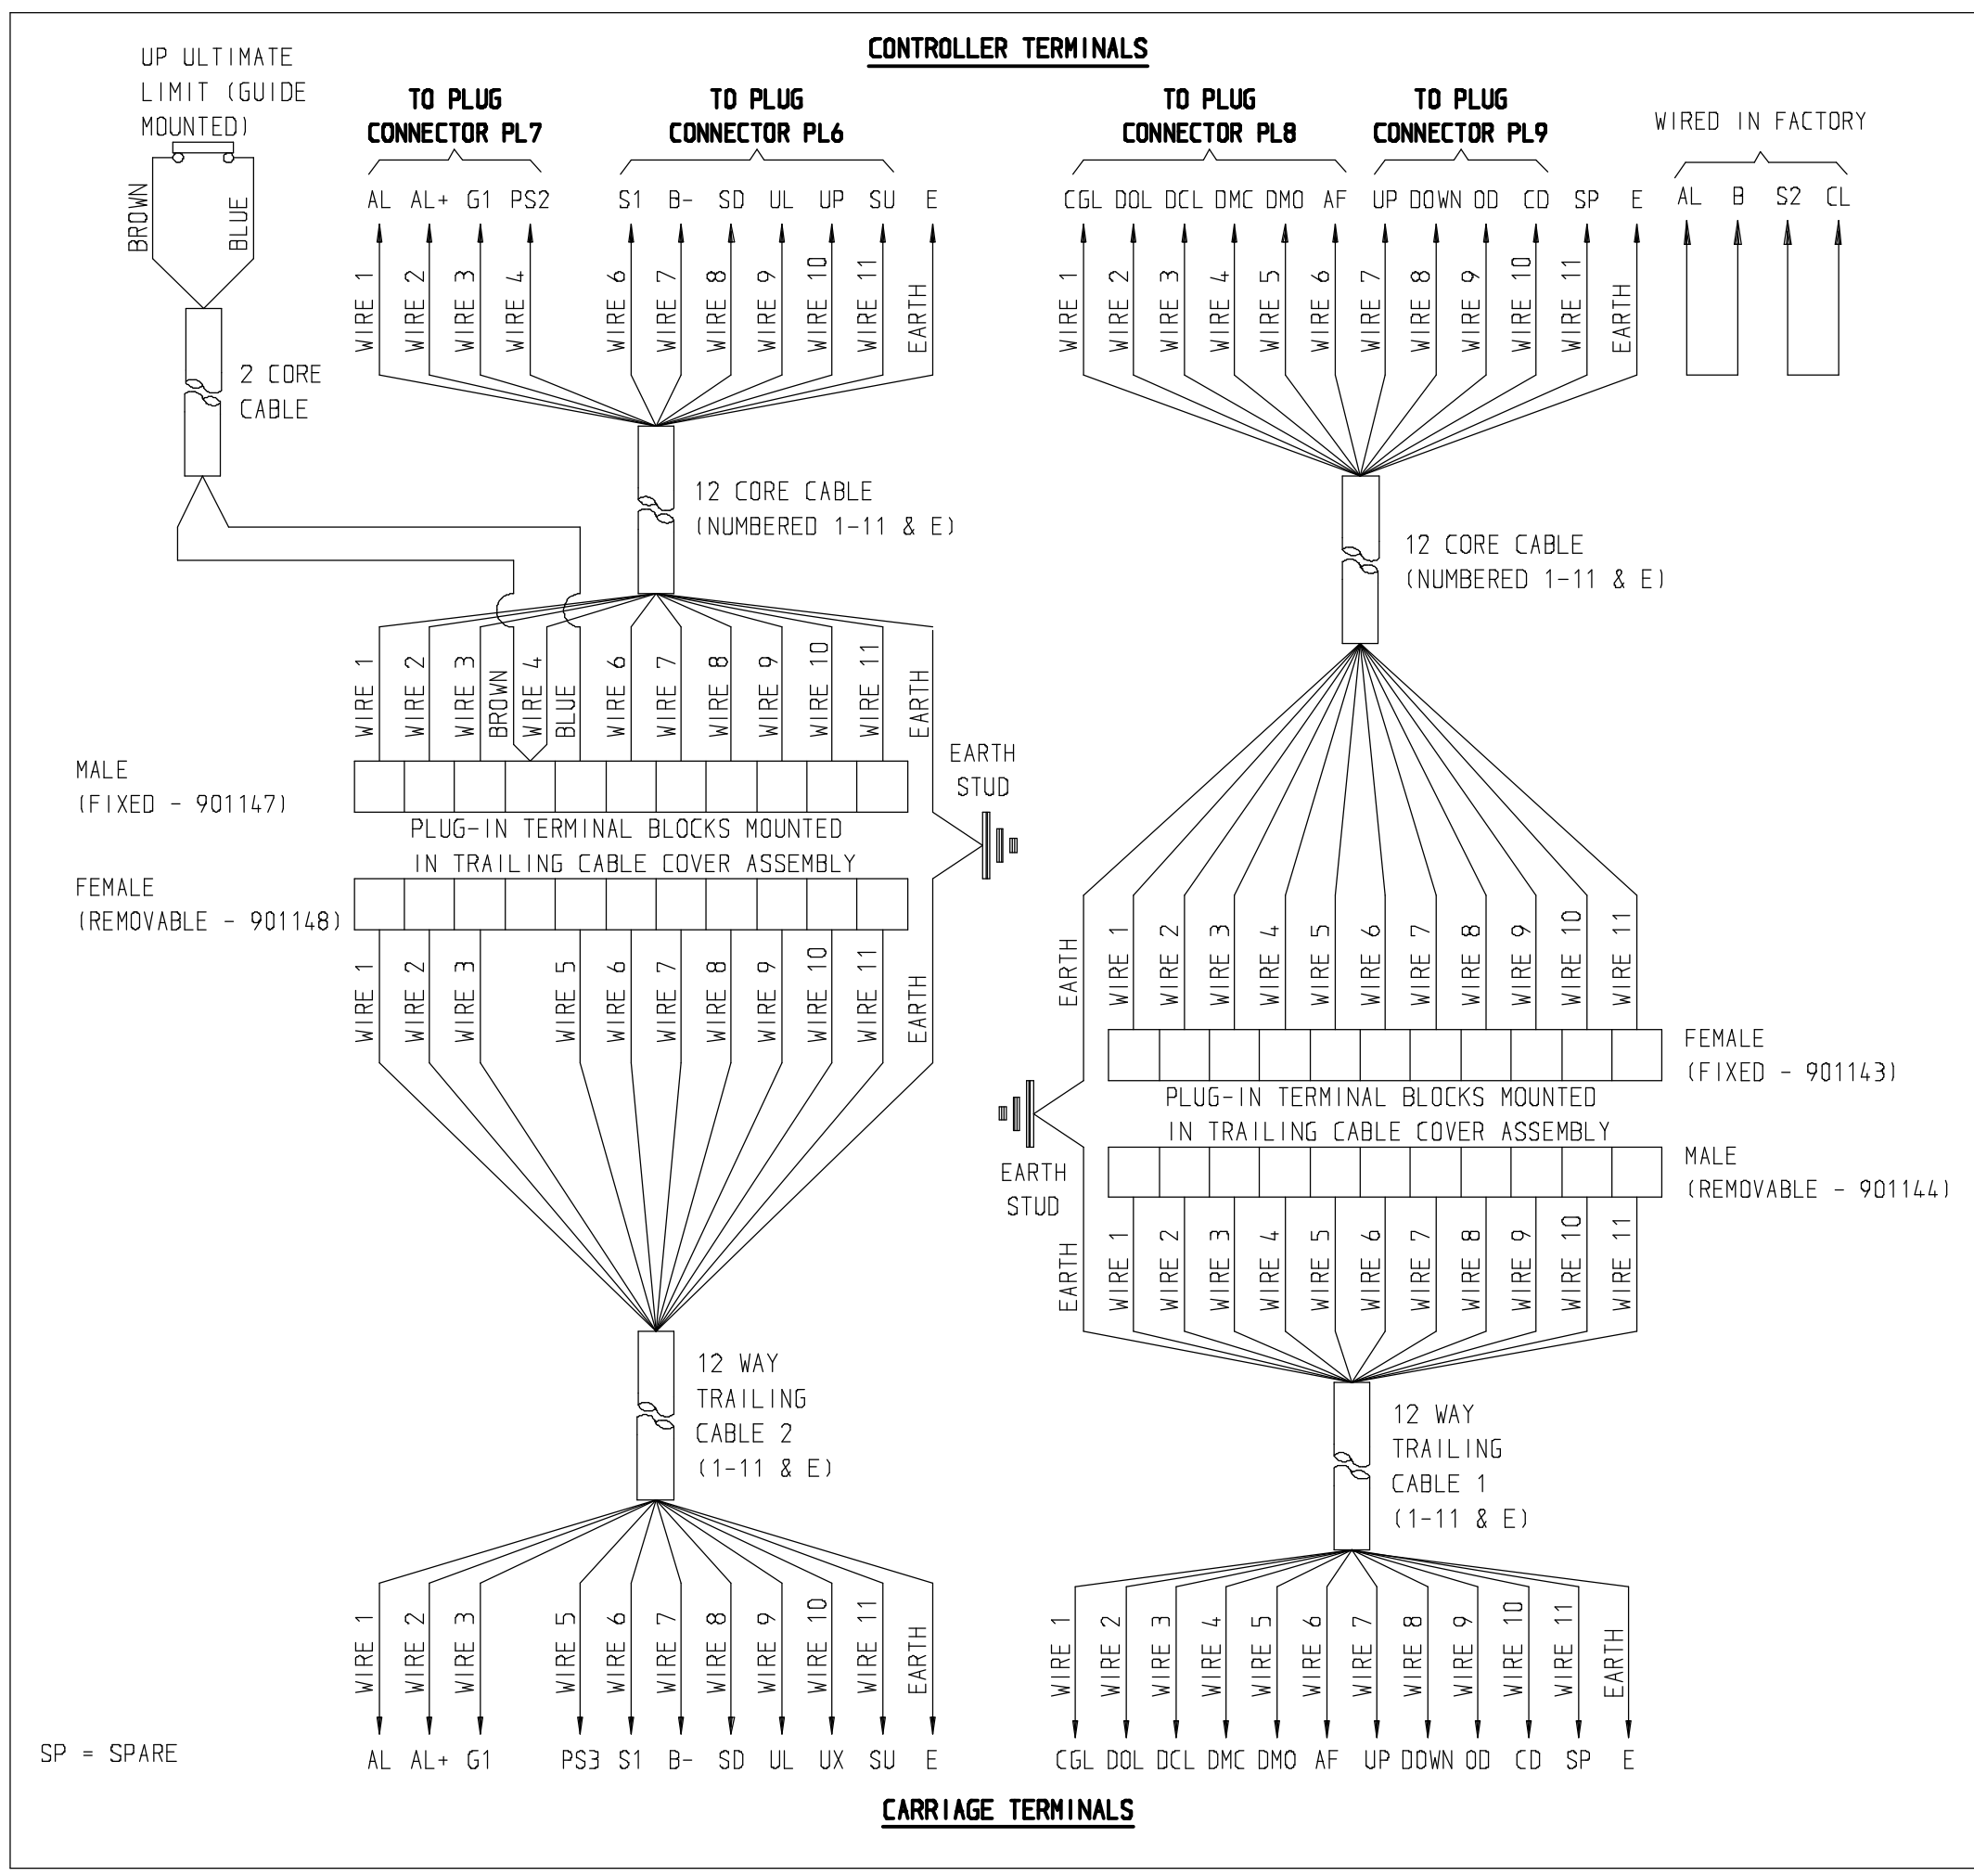 CONTROLLER TERMINALS
UP ULTIMATE
LIMIT (GUIDE
MOUNTED)
TO PLUG
CONNECTOR PL7
TO PLUG
CONNECTOR PL6
TO PLUG
CONNECTOR PL8
TO PLUG
CONNECTOR PL9
WIRED IN FACTORY
BROWN
BLUE
AL AL+ G1 PS2 S1 B- SD UL UP SU E
CGL DOL DCL DMC DMO AF UP DOWN OD CD SP E
AL B S2 CL
WIRE 1 WIRE 2 WIRE 3 WIRE 4 WIRE 6 WIRE 7 WIRE 8 WIRE 9 WIRE 10 WIRE 11 EARTH
WIRE 1 WIRE 2 WIRE 3 WIRE 4 WIRE 5 WIRE 6 WIRE 7 WIRE 8 WIRE 9 WIRE 10 WIRE 11 EARTH
2 CORE
CABLE
12 CORE CABLE
(NUMBERED 1-11 & E)
12 CORE CABLE
(NUMBERED 1-11 & E)
WIRE 1 WIRE 2 WIRE 3 BROWN WIRE 4 BLUE WIRE 6 WIRE 7 WIRE 8 WIRE 9 WIRE 10 WIRE 11 EARTH
EARTH
STUD
MALE
(FIXED - 901147)
PLUG-IN TERMINAL BLOCKS MOUNTED
IN TRAILING CABLE COVER ASSEMBLY
FEMALE
(REMOVABLE - 901148)
WIRE 1 WIRE 2 WIRE 3 WIRE 5 WIRE 6 WIRE 7 WIRE 8 WIRE 9 WIRE 10 WIRE 11 EARTH
EARTH WIRE 1 WIRE 2 WIRE 3 WIRE 4 WIRE 5 WIRE 6 WIRE 7 WIRE 8 WIRE 9 WIRE 10 WIRE 11
FEMALE
(FIXED - 901143)
PLUG-IN TERMINAL BLOCKS MOUNTED
IN TRAILING CABLE COVER ASSEMBLY
MALE
(REMOVABLE - 901144)
EARTH
STUD
EARTH WIRE 1 WIRE 2 WIRE 3 WIRE 4 WIRE 5 WIRE 6 WIRE 7 WIRE 8 WIRE 9 WIRE 10 WIRE 11
12 WAY
TRAILING
CABLE 2
(1-11 & E)
12 WAY
TRAILING
CABLE 1
(1-11 & E)
WIRE 1 WIRE 2 WIRE 3 WIRE 5 WIRE 6 WIRE 7 WIRE 8 WIRE 9 WIRE 10 WIRE 11 EARTH
WIRE 1 WIRE 2 WIRE 3 WIRE 4 WIRE 5 WIRE 6 WIRE 7 WIRE 8 WIRE 9 WIRE 10 WIRE 11 EARTH
SP = SPARE
AL AL+ G1 PS3 S1 B- SD UL UX SU E
CGL DOL DCL DMC DMO AF UP DOWN OD CD SP E
CARRIAGE TERMINALS